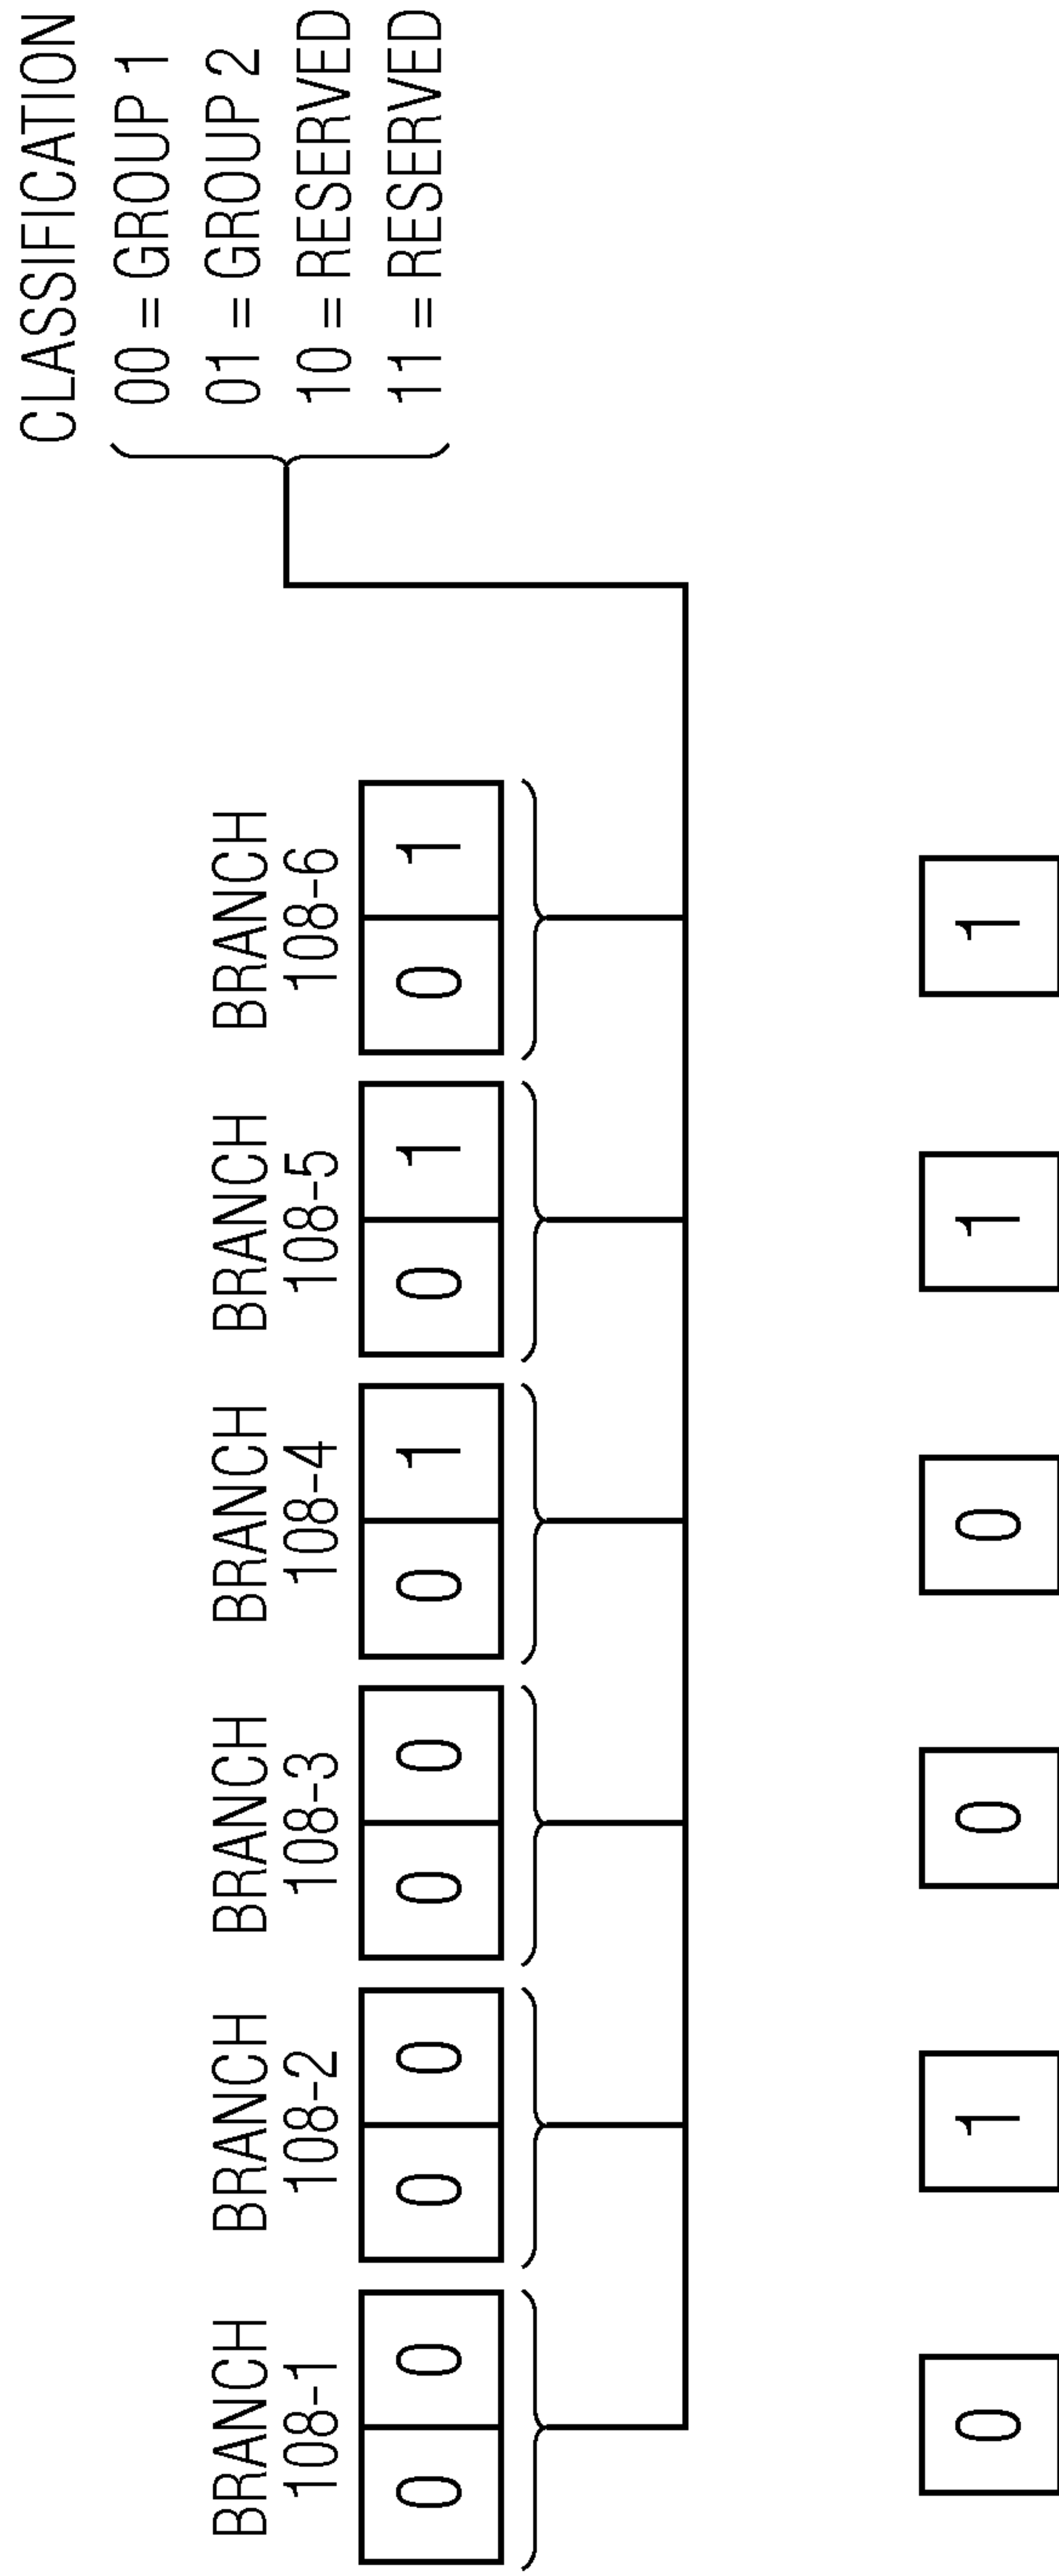 CLASSIFICATION
00 = GROUP 1
01 = GROUP 2
10 = RESERVED
11 = RESERVED
BRANCH
108-1
BRANCH
108-2
BRANCH
108-3
BRANCH
108-4
BRANCH
108-5
BRANCH
108-6
0 0 0 0 0 0 0 1 0 1 0 1
0 1 0 0 1 1